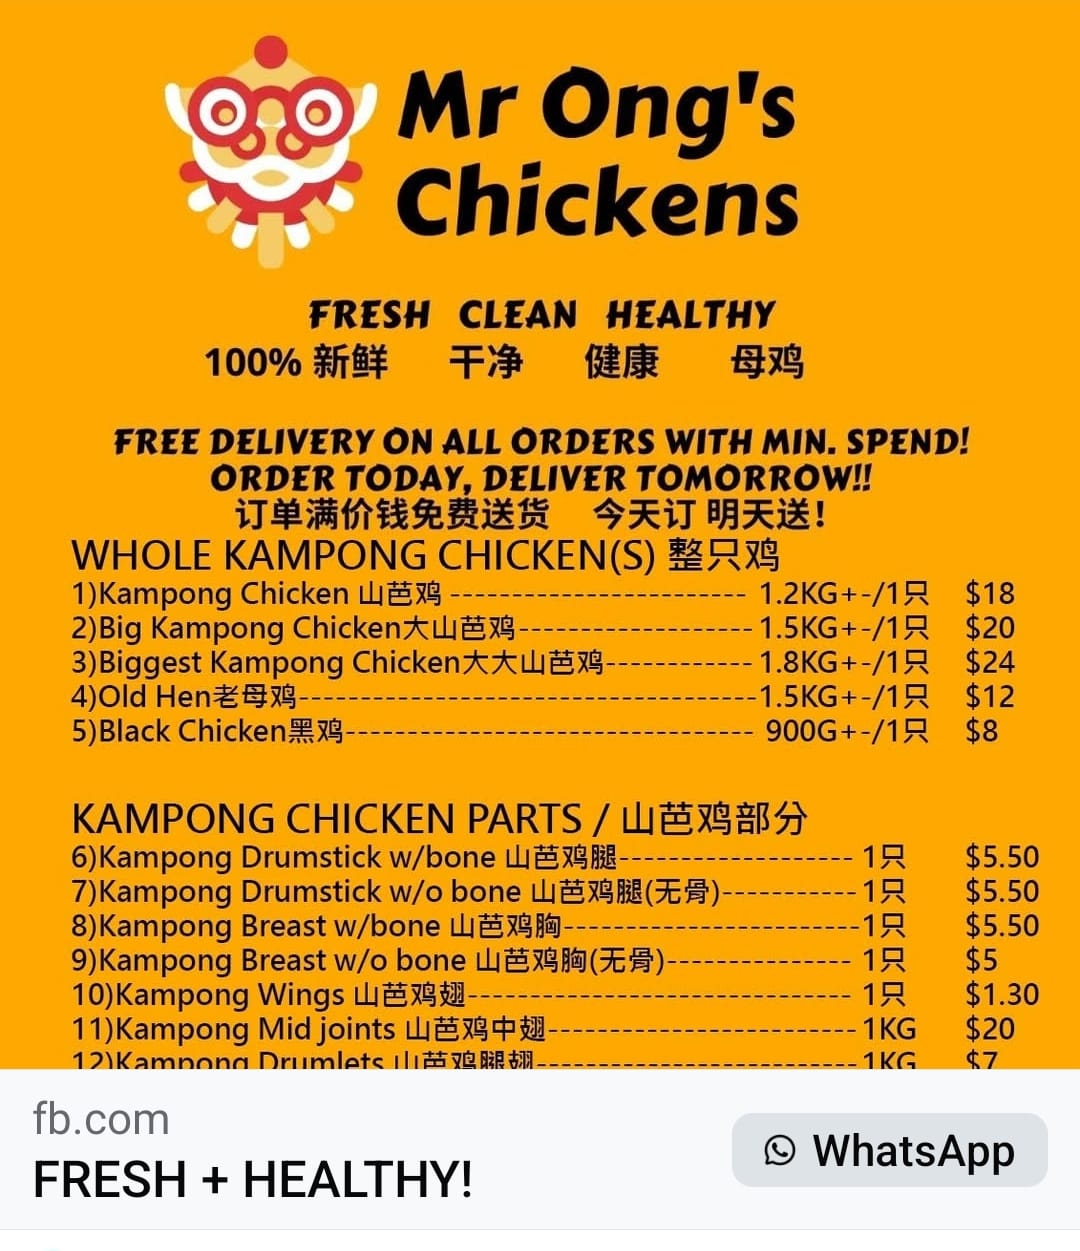 Mr Ong's
Chickens
FRESH CLEAN HEALTHY
100% 新鲜 干净 健康 母鸡
FREE DELIVERY ON ALL ORDERS WITH MIN. SPEND!
ORDER TODAY, DELIVER TOMORROW!!
订单满价钱免费送货 今天订 明天送!
WHOLE KAMPONG CHICKEN(S) 整只鸡
1)Kampong Chicken 山芭鸡 ------------------------ 1.2KG+-/1只 $18
2)Big Kampong Chicken大山芭鸡------------------- 1.5KG+-/1只 $20
3)Biggest Kampong Chicken大大山芭鸡------------ 1.8KG+-/1只 $24
4)Old Hen老母鸡-------------------------------------1.5KG+-/1只 $12
5)Black Chicken黑鸡--------------------------------- 900G+-/1只 $8
KAMPONG CHICKEN PARTS / 山芭鸡部分
6)Kampong Drumstick w/bone 山芭鸡腿------------------- 1只 $5.50
7)Kampong Drumstick w/o bone 山芭鸡腿(无骨)-----------1只 $5.50
8)Kampong Breast w/bone 山芭鸡胸------------------------1只 $5.50
9)Kampong Breast w/o bone 山芭鸡胸(无骨)--------------- 1只 $5
10)Kampong Wings 山芭鸡翅------------------------------- 1只 $1.30
11)Kampong Mid joints 山芭鸡中翅-------------------------1KG $20
12)Kampong Drumlets 山芭鸡腿翅--------------------------1KG $7
fb.com
FRESH + HEALTHY!
WhatsApp